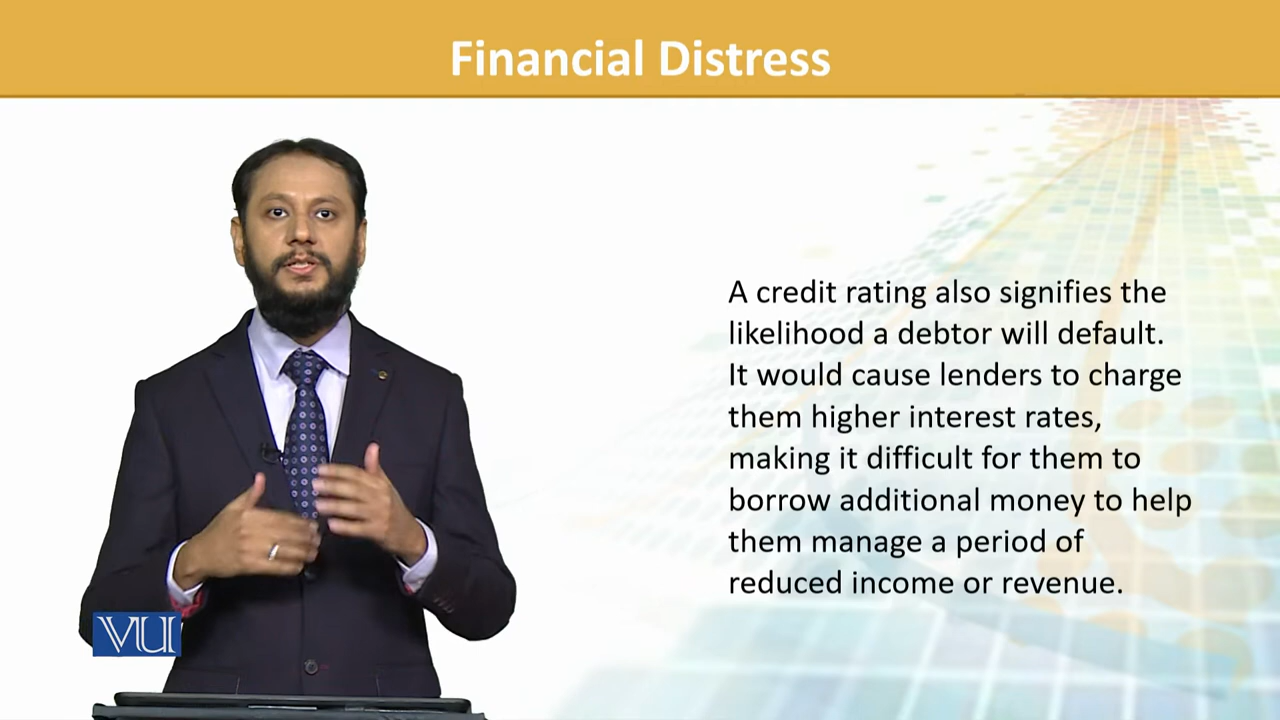 Financial Distress
A credit rating also signifies the
likelihood a debtor will default.
It would cause lenders to charge
them higher interest rates,
making it difficult for them to
borrow additional money to help
them manage a period of
reduced income or revenue.
VU